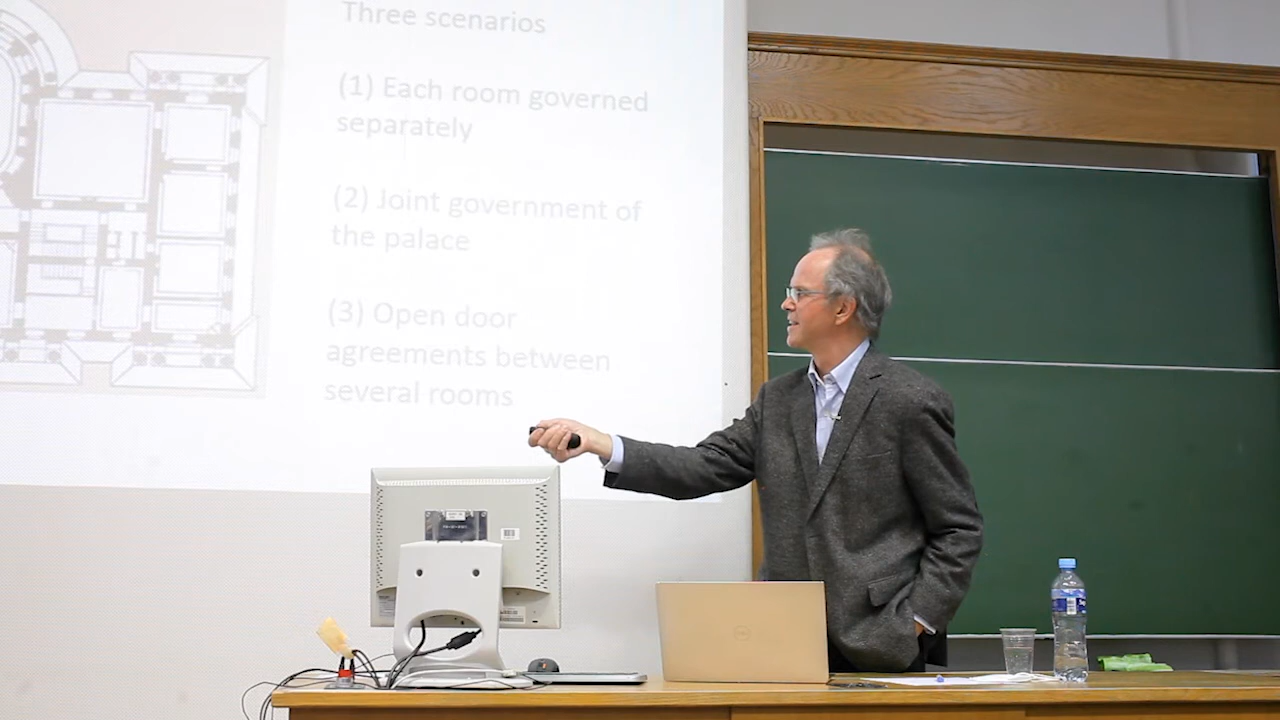 Three scenarios
(1) Each room governed
separately
(2) Joint government of
the palace
(3) Open door
agreements between
several rooms